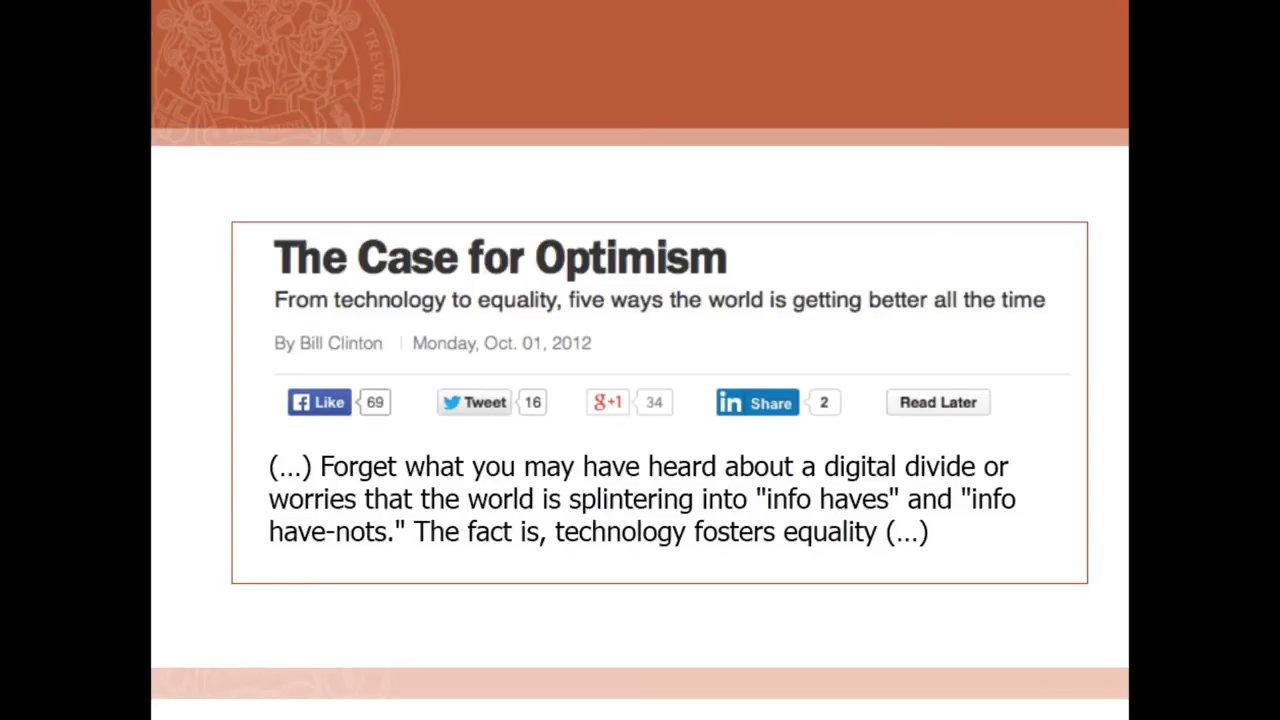 TREVERIS
The Case for Optimism
From technology to equality, five ways the world is getting better all the time
By Bill Clinton | Monday, Oct. 01, 2012
Like 69 Tweet 16 g+1 34 in Share 2 Read Later
(...) Forget what you may have heard about a digital divide or
worries that the world is splintering into "info haves" and "info
have-nots." The fact is, technology fosters equality (...)